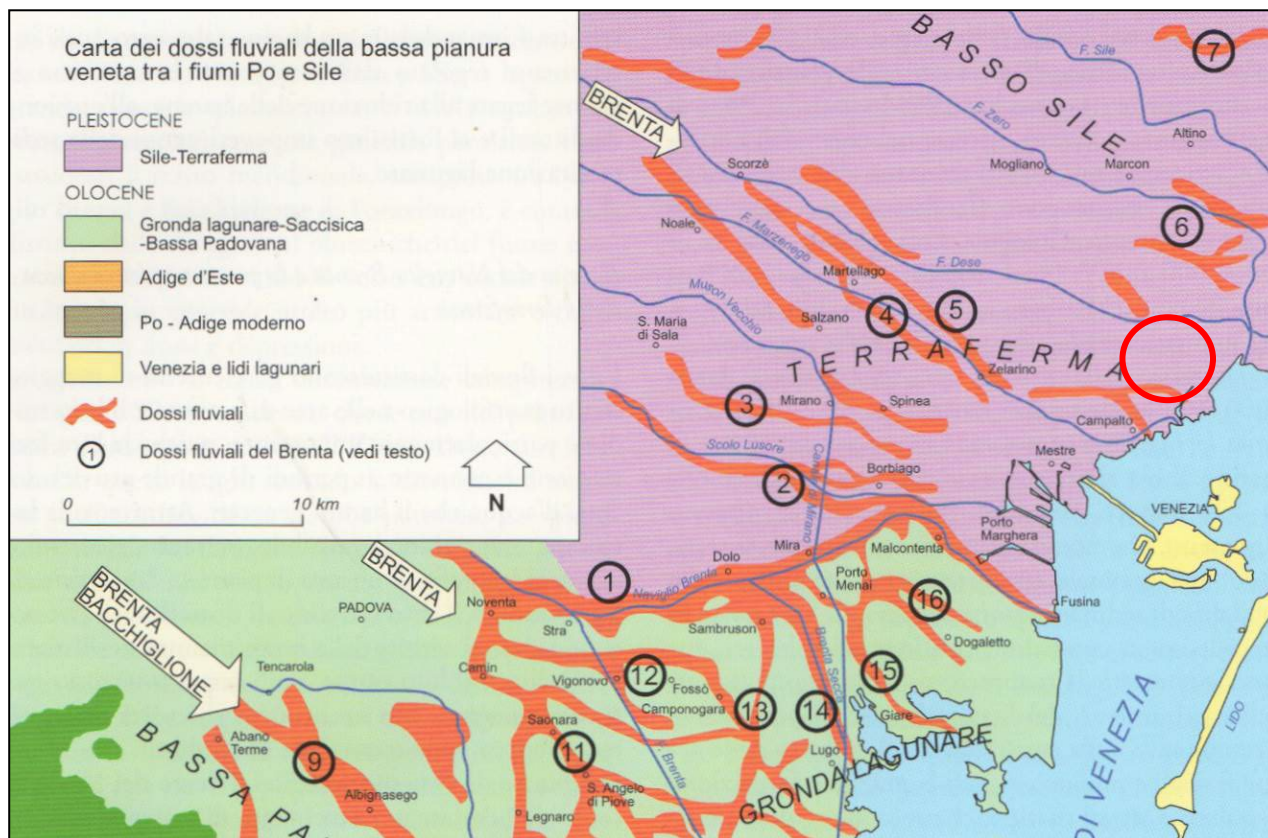 Carta dei dossi fluviali della bassa pianura
veneta tra i fiumi Po e Sile
PLEISTOCENE
Sile-Terraferma
OLOCENE
Gronda lagunare-Saccisica
-Bassa Padovana
Adige d'Este
Po - Adige moderno
Venezia e lidi lagunari
Dossi fluviali
1 Dossi fluviali del Brenta (vedi testo)
0 10 km
N
BASSO SILE
F. Sile
7
BRENTA
F. Zero
Altino
Scorzè
Mogliano
Marcon
Noale
F. Marzenego
6
Martellago
F. Dese
Muson Vecchio
4
5
S. Maria
di Sala
Salzano
TERRAFERMA
Zelarino
3
Mirano
Spinea
Campalto
Scolo Lusore
Mestre
2
Borbiago
Canale di Mirano
VENEZIA
Porto
Marghera
Mira
Malcontenta
Dolo
BRENTA
1
Naviglio Brenta
Porto
Menai
16
PADOVA
Noventa
Fusina
Stra
Sambruson
Dogaletto
BRENTA
BACCHIGLIONE
Tencarola
Camin
Vigonovo
12
Fossò
Brenta Secca
15
Camponogara
13
14
Giare
Saonara
11
F. Brenta
Lugo
GRONDA LAGUNARE
Abano
Terme
9
S. Angelo
di Piove
Albignasego
Legnaro
BASSA PA
DI VENEZIA
LIDO